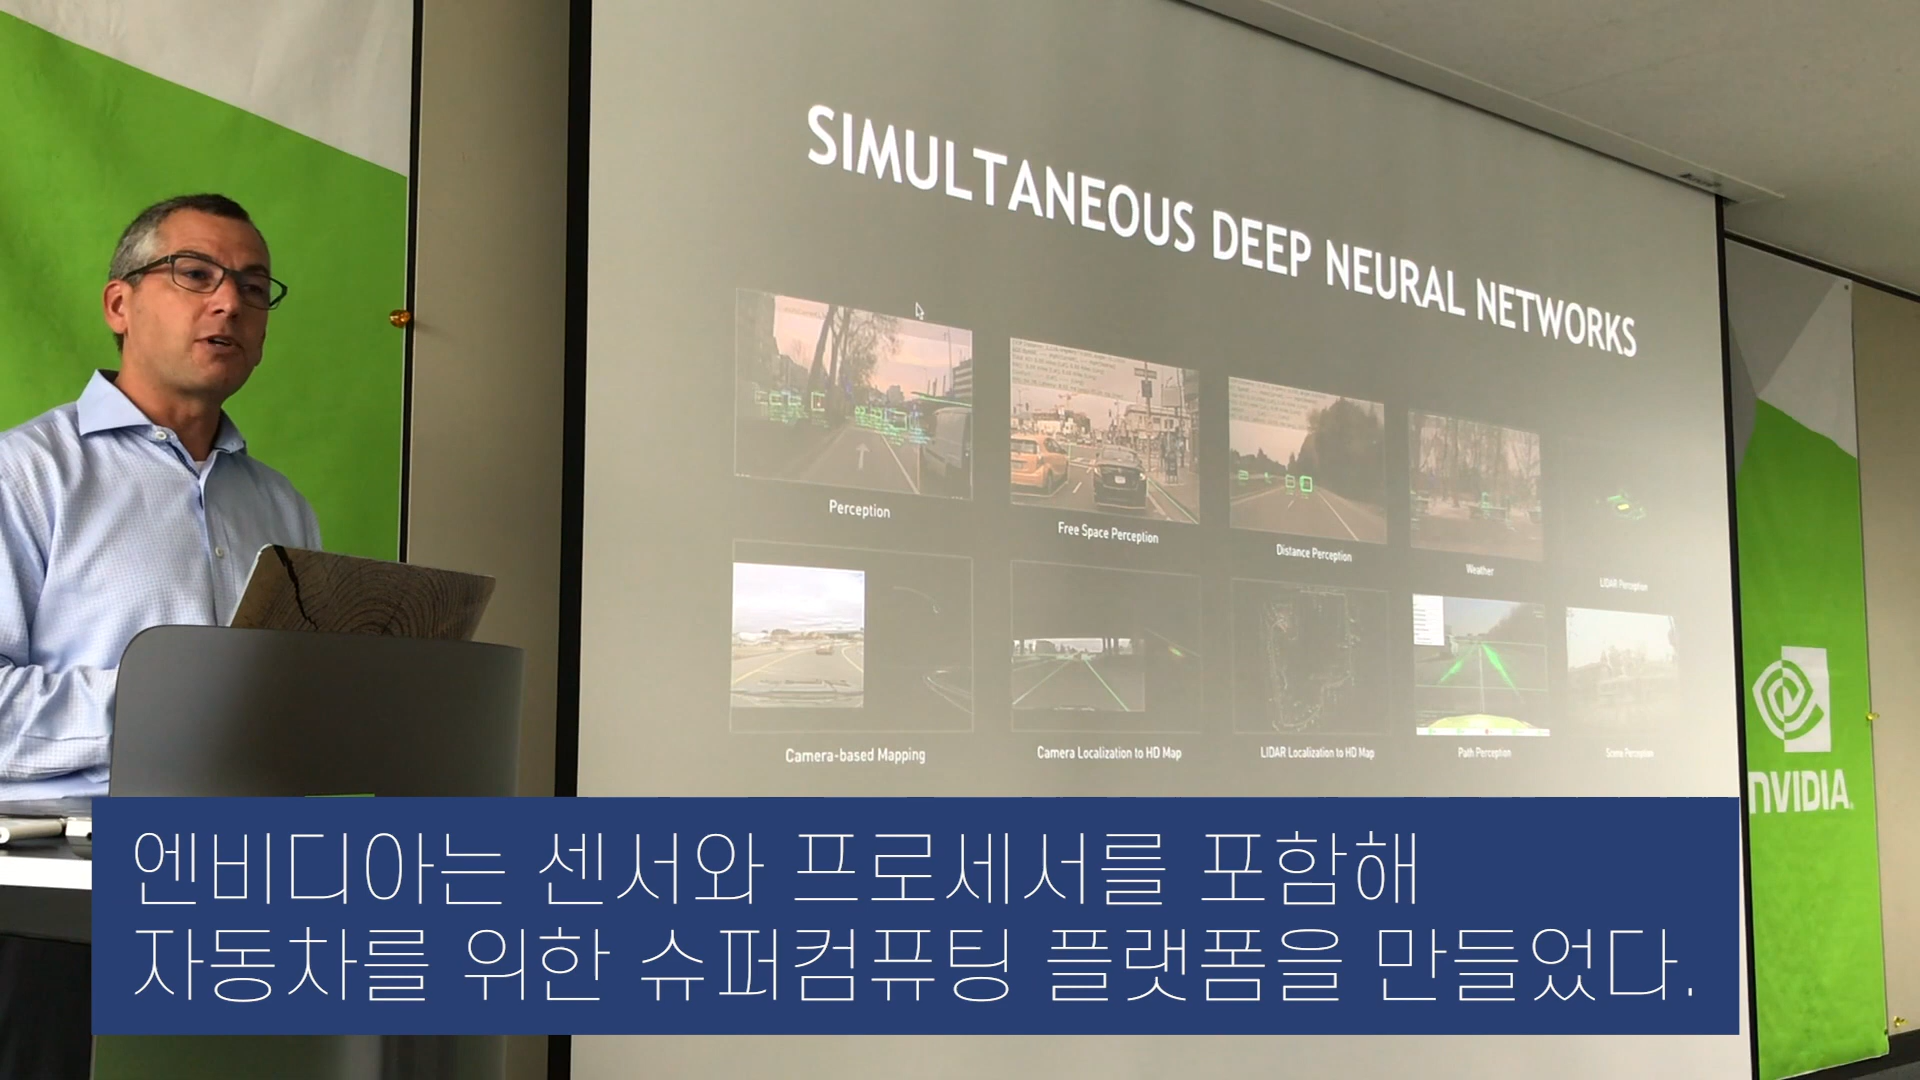 SIMULTANEOUS DEEP NEURAL NETWORKS
Perception
Free Space Perception
Distance Perception
Weather
LIDAR Perception
Camera-based Mapping
Camera Localization to HD Map
LIDAR Localization to HD Map
Path Perception
Scene Perception
NVIDIA
엔비디아는 센서와 프로세서를 포함해
자동차를 위한 슈퍼컴퓨팅 플랫폼을 만들었다.